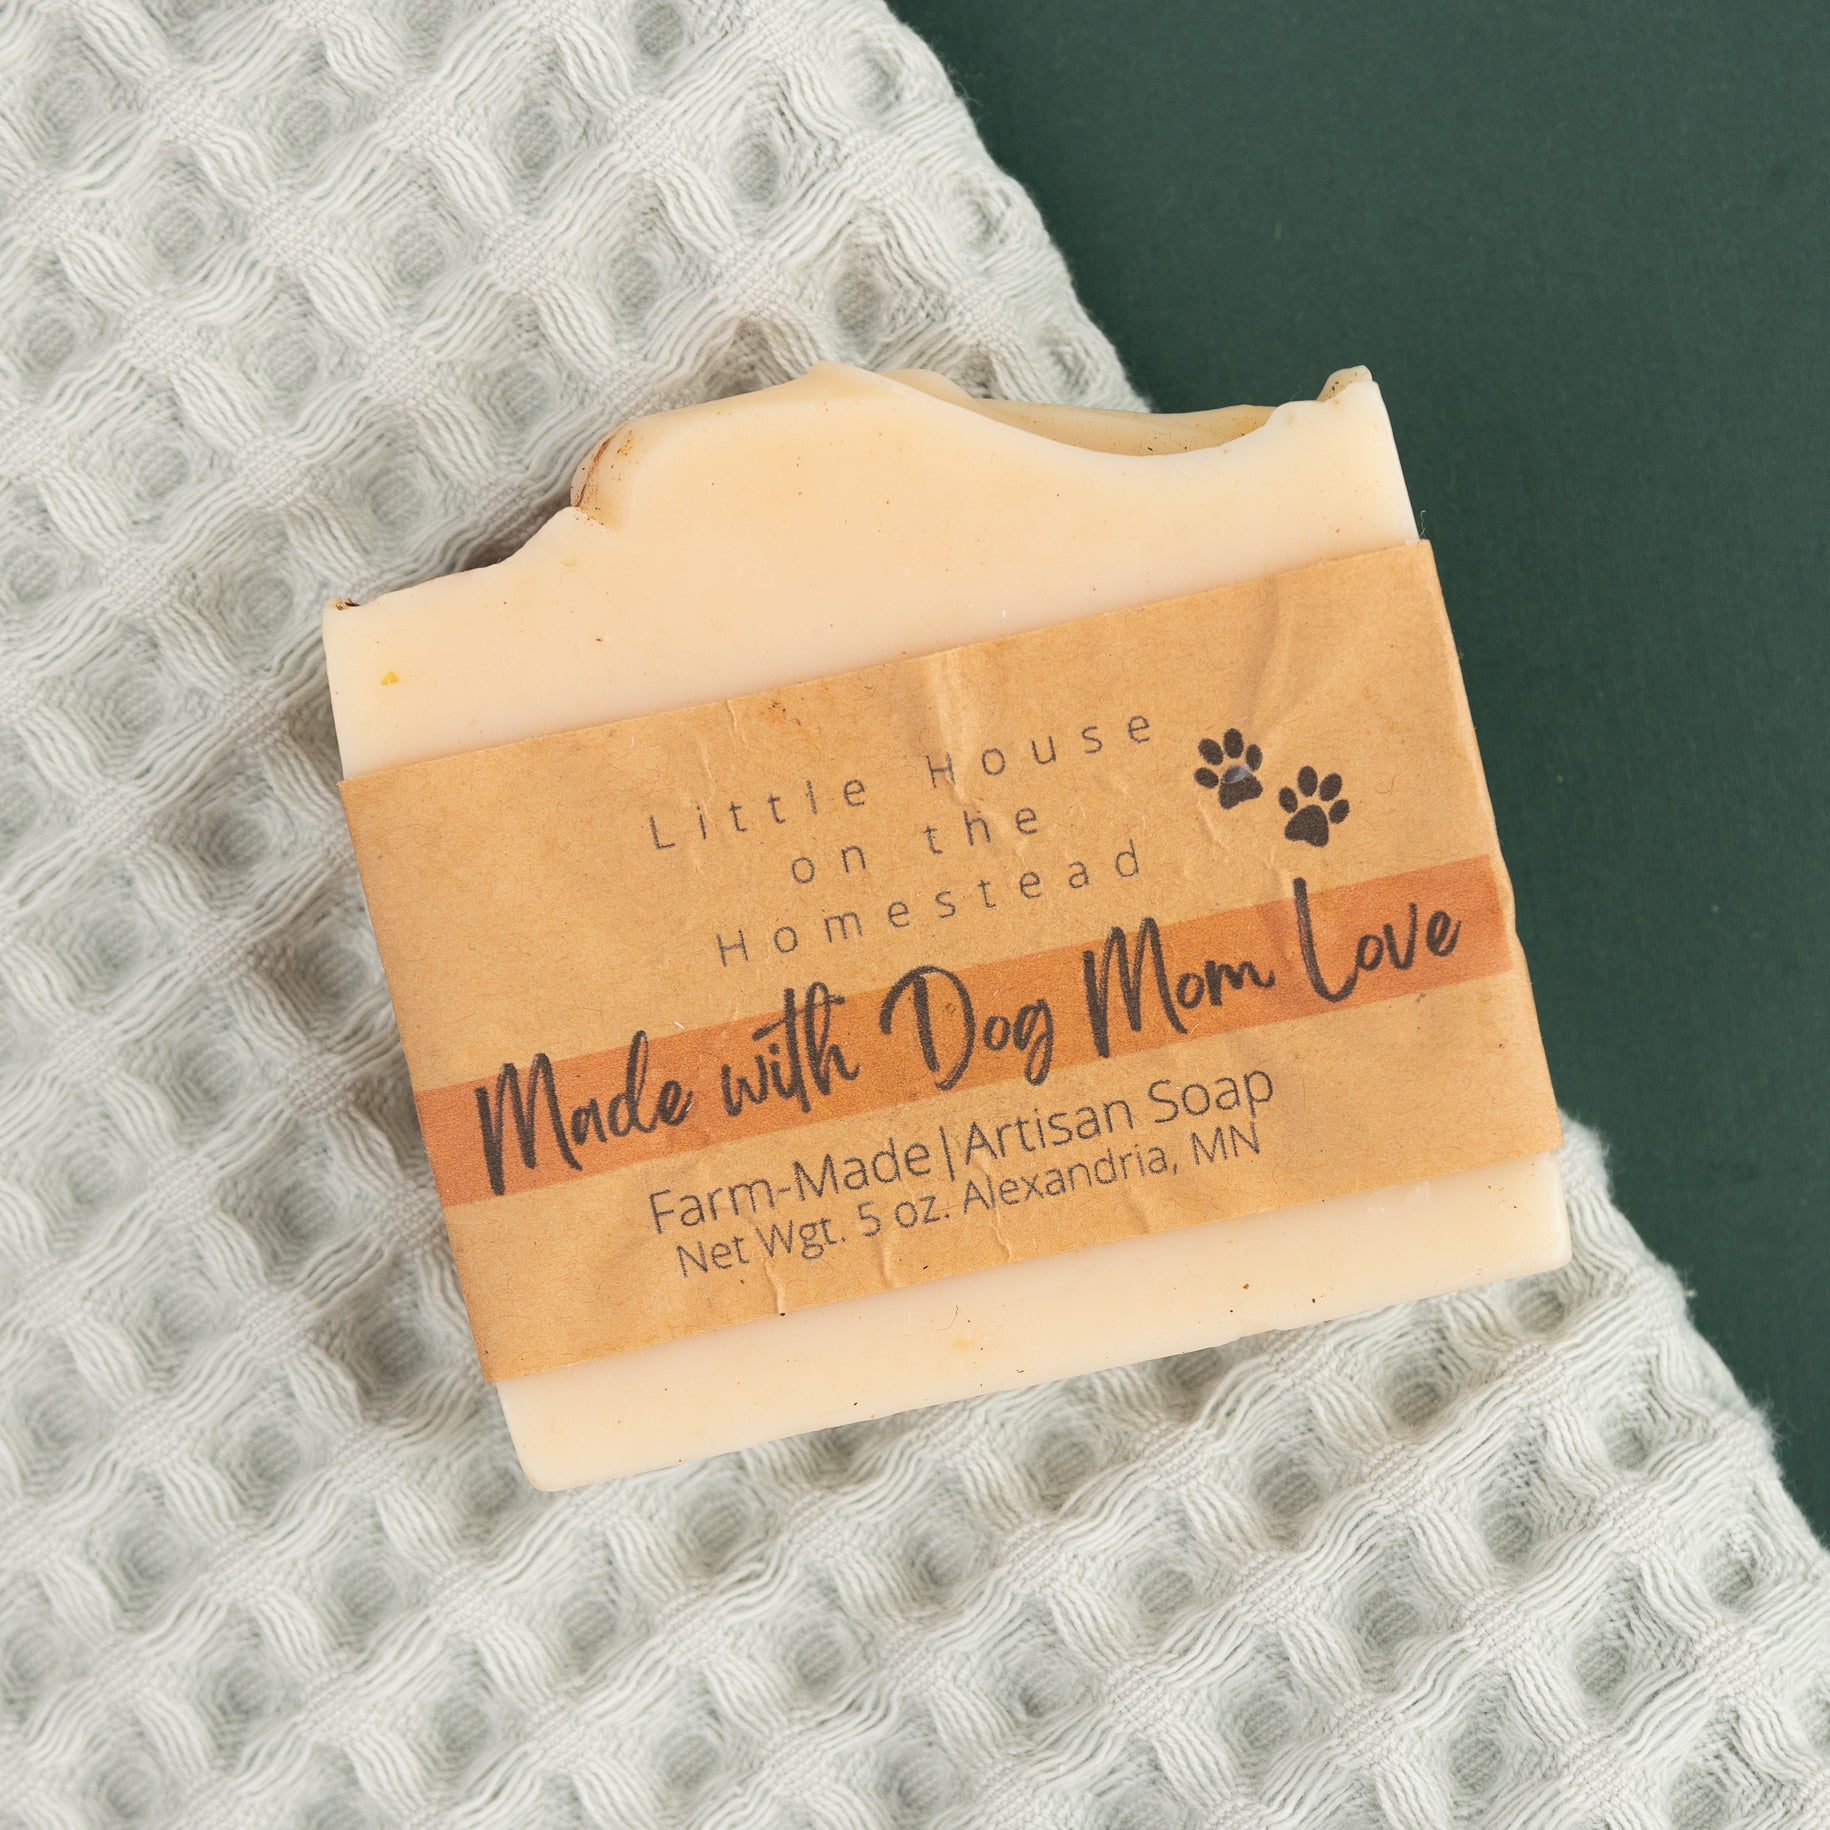 Little House
on the
Homestead
Made with Dog Mom Love
Farm-Made|Artisan Soap
Net Wgt. 5 oz. Alexandria, MN